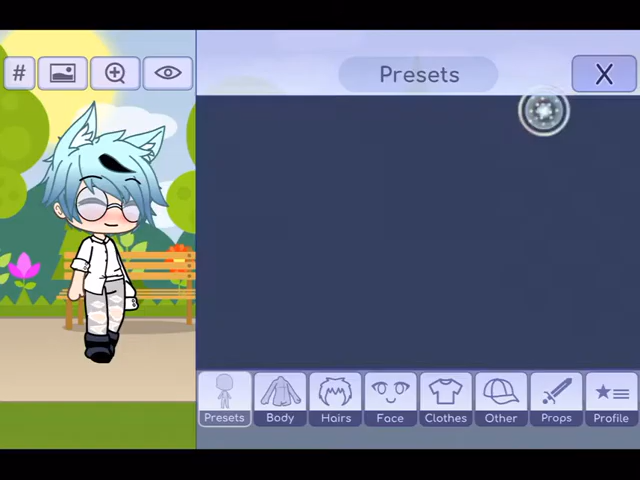 #
Presets
X
Presets
Body
Hairs
Face
Clothes
Other
Props
Profile